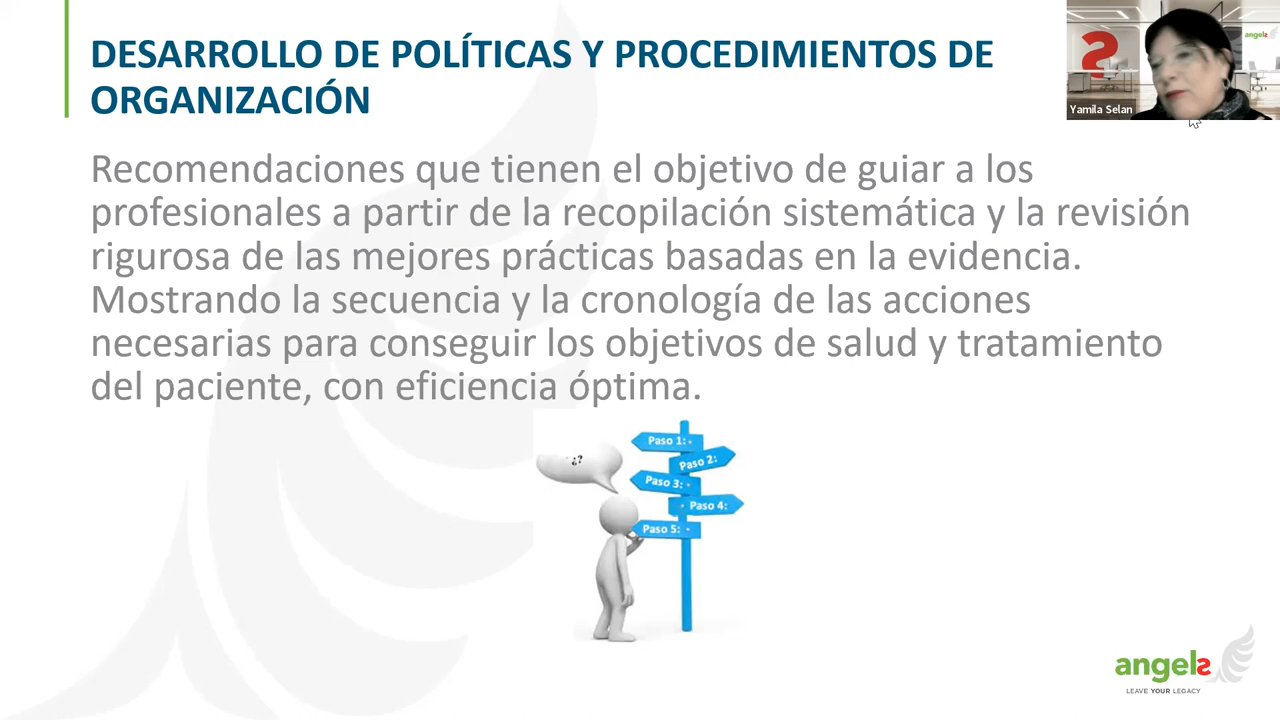 DESARROLLO DE POLÍTICAS Y PROCEDIMIENTOS DE
ORGANIZACIÓN
angels
Yamila Selan
Recomendaciones que tienen el objetivo de guiar a los
profesionales a partir de la recopilación sistemática y la revisión
rigurosa de las mejores prácticas basadas en la evidencia.
Mostrando la secuencia y la cronología de las acciones
necesarias para conseguir los objetivos de salud y tratamiento
del paciente, con eficiencia óptima.
¿?
Paso 1:
Paso 2:
Paso 3:
Paso 4:
Paso 5:
angels
LEAVE YOUR LEGACY